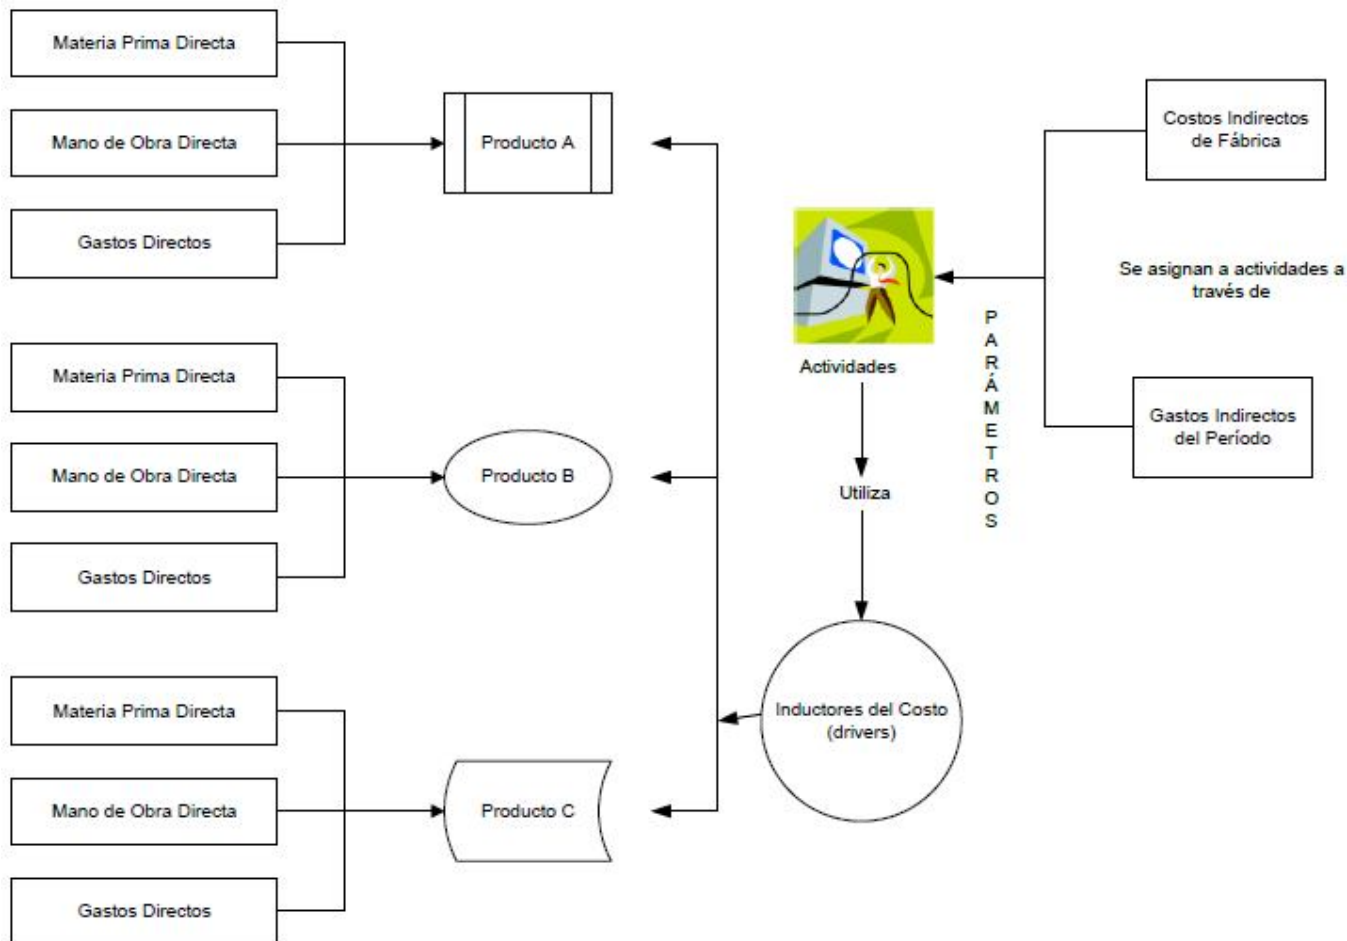 Materia Prima Directa
Mano de Obra Directa
Gastos Directos
Producto A
Materia Prima Directa
Mano de Obra Directa
Gastos Directos
Producto B
Materia Prima Directa
Mano de Obra Directa
Gastos Directos
Producto C
Actividades
Utiliza
Inductores del Costo
(drivers)
PARÁMETROS
Costos Indirectos
de Fábrica
Se asignan a actividades a
través de
Gastos Indirectos
del Período